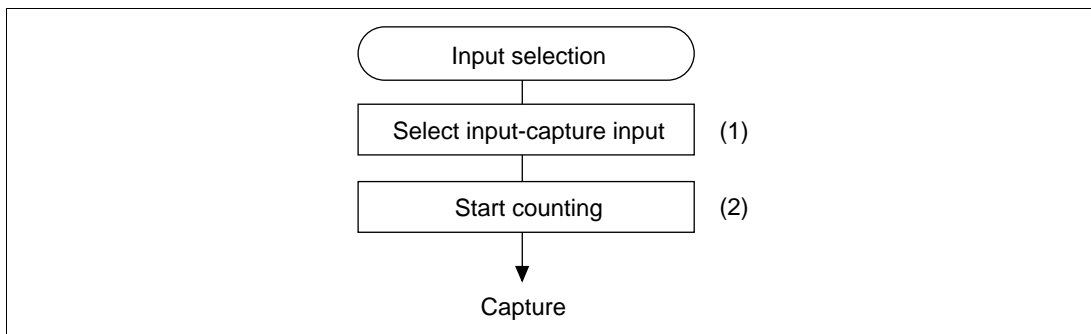 Input selection
Select input-capture input (1)
Start counting (2)
Capture